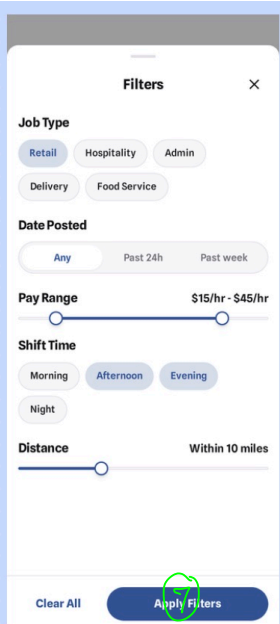 Filters
Job Type
Retail Hospitality Admin
Delivery Food Service
Date Posted
Any Past 24h Past week
Pay Range $15/hr - $45/hr
Shift Time
Morning Afternoon Evening
Night
Distance Within 10 miles
Clear All Apply Filters